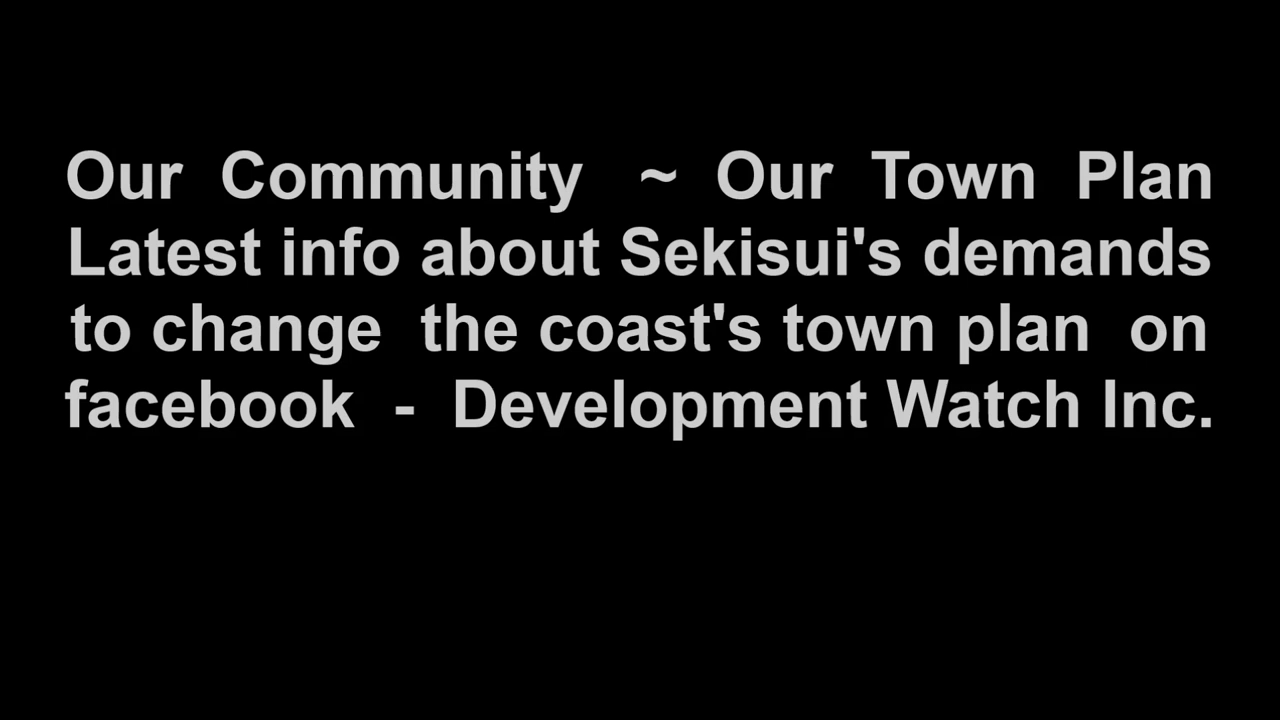 Our Community ~ Our Town Plan
Latest info about Sekisui's demands
to change the coast's town plan on
facebook - Development Watch Inc.